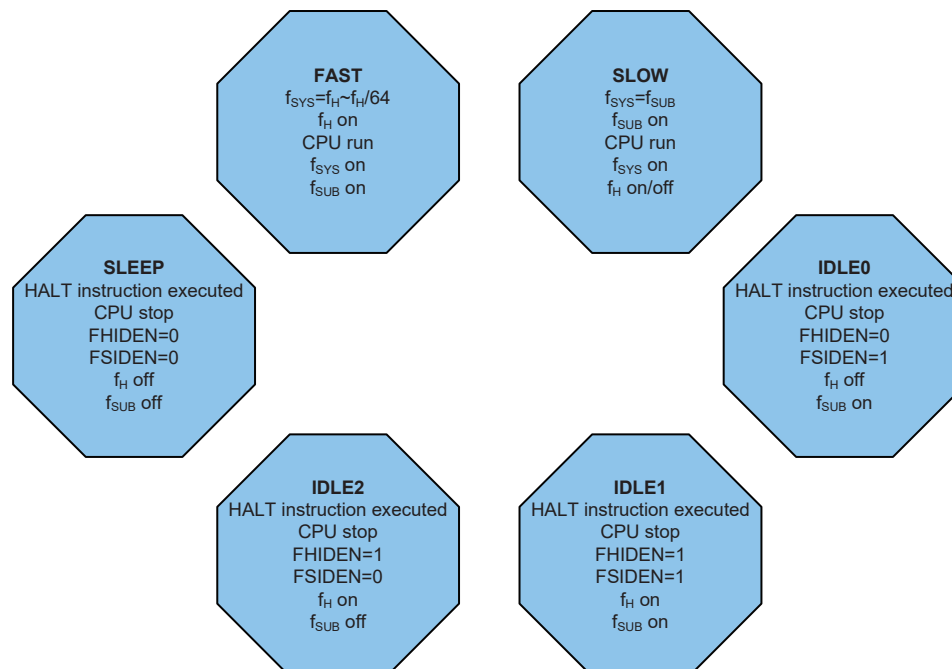 FAST
fSYS=fH~fH/64
fH on
CPU run
fSYS on
fSUB on
SLOW
fSYS=fSUB
fSUB on
CPU run
fSYS on
fH on/off
SLEEP
HALT instruction executed
CPU stop
FHIDEN=0
FSIDEN=0
fH off
fSUB off
IDLE0
HALT instruction executed
CPU stop
FHIDEN=0
FSIDEN=1
fH off
fSUB on
IDLE2
HALT instruction executed
CPU stop
FHIDEN=1
FSIDEN=0
fH on
fSUB off
IDLE1
HALT instruction executed
CPU stop
FHIDEN=1
FSIDEN=1
fH on
fSUB on